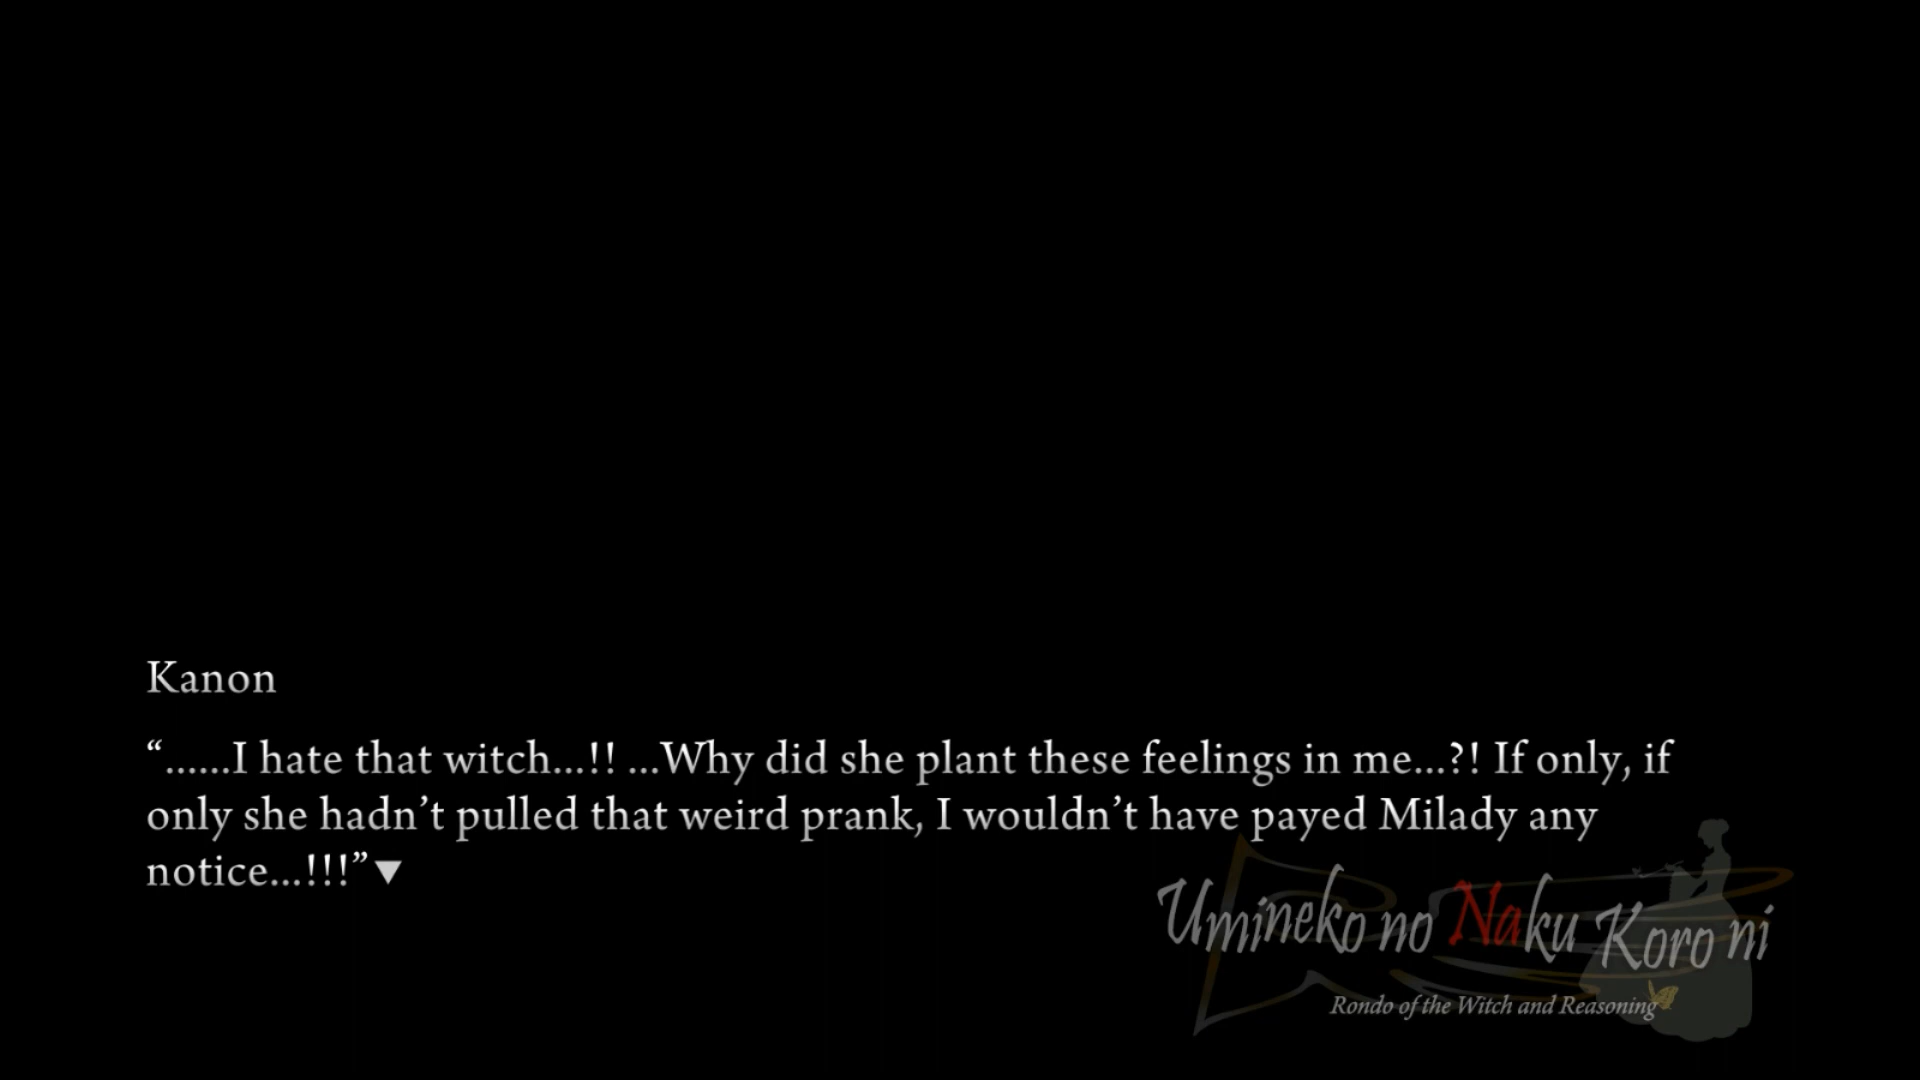 Kanon
“......I hate that witch...!! ...Why did she plant these feelings in me...?! If only, if
only she hadn’t pulled that weird prank, I wouldn’t have payed Milady any
notice...!!!”▼
Umineko no Naku Koro ni
Rondo of the Witch and Reasoning